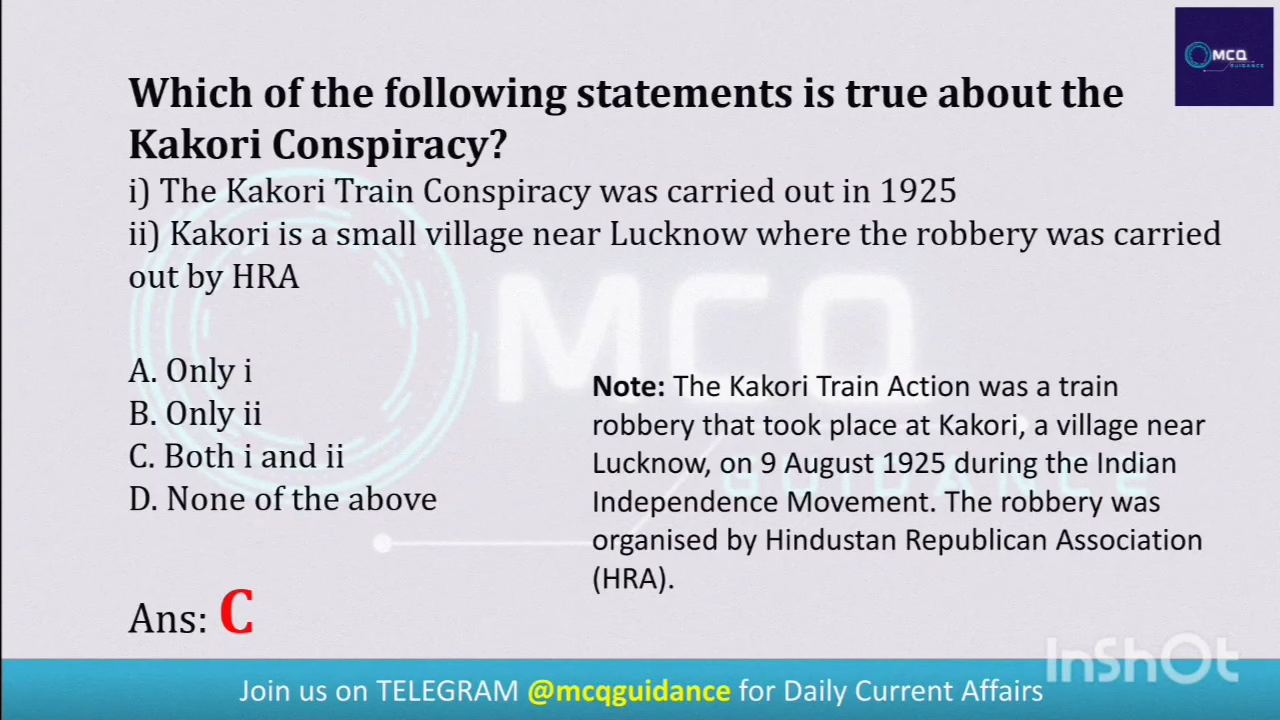 MCQ
GUIDANCE
Which of the following statements is true about the
Kakori Conspiracy?
i) The Kakori Train Conspiracy was carried out in 1925
ii) Kakori is a small village near Lucknow where the robbery was carried
out by HRA
MCQ
GUIDANCE
A. Only i
B. Only ii
C. Both i and ii
D. None of the above
Note: The Kakori Train Action was a train
robbery that took place at Kakori, a village near
Lucknow, on 9 August 1925 during the Indian
Independence Movement. The robbery was
organised by Hindustan Republican Association
(HRA).
Ans: C
InShOt
Join us on TELEGRAM @mcqguidance for Daily Current Affairs